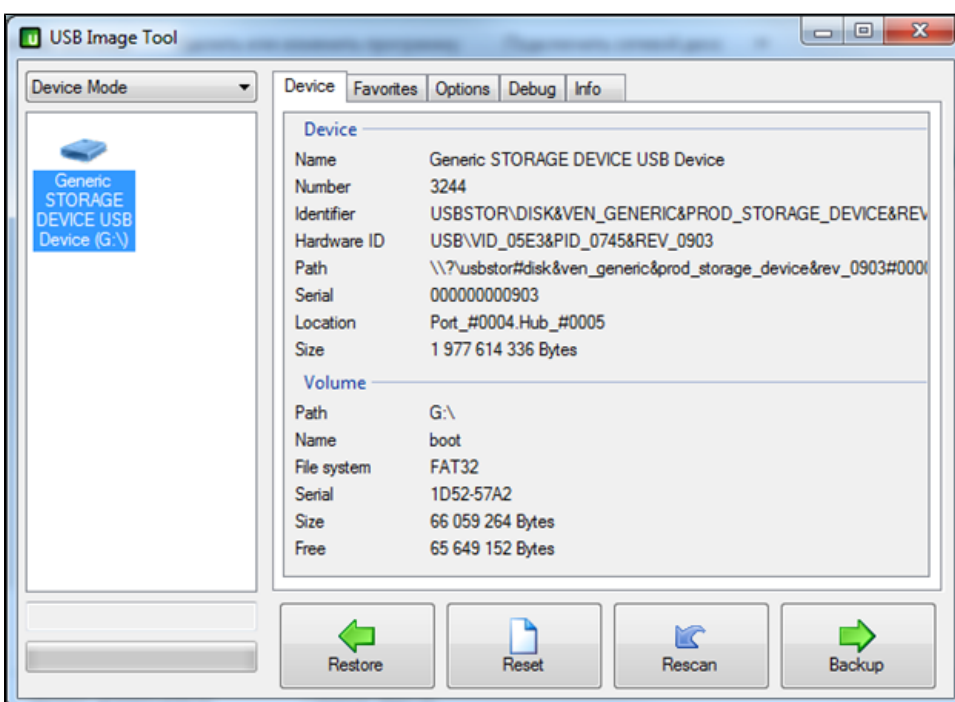 USB Image Tool
Device Mode
Generic
STORAGE
DEVICE USB
Device (G:\)
Device Favorites Options Debug Info
Device
Name Generic STORAGE DEVICE USB Device
Number 3244
Identifier USBSTOR\DISK&VEN_GENERIC&PROD_STORAGE_DEVICE&REV
Hardware ID USB\VID_05E3&PID_0745&REV_0903
Path \\?\usbstor#disk&ven_generic&prod_storage_device&rev_0903#000
Serial 000000000903
Location Port_#0004.Hub_#0005
Size 1 977 614 336 Bytes
Volume
Path G:\
Name boot
File system FAT32
Serial 1D52-57A2
Size 66 059 264 Bytes
Free 65 649 152 Bytes
Restore Reset Rescan Backup